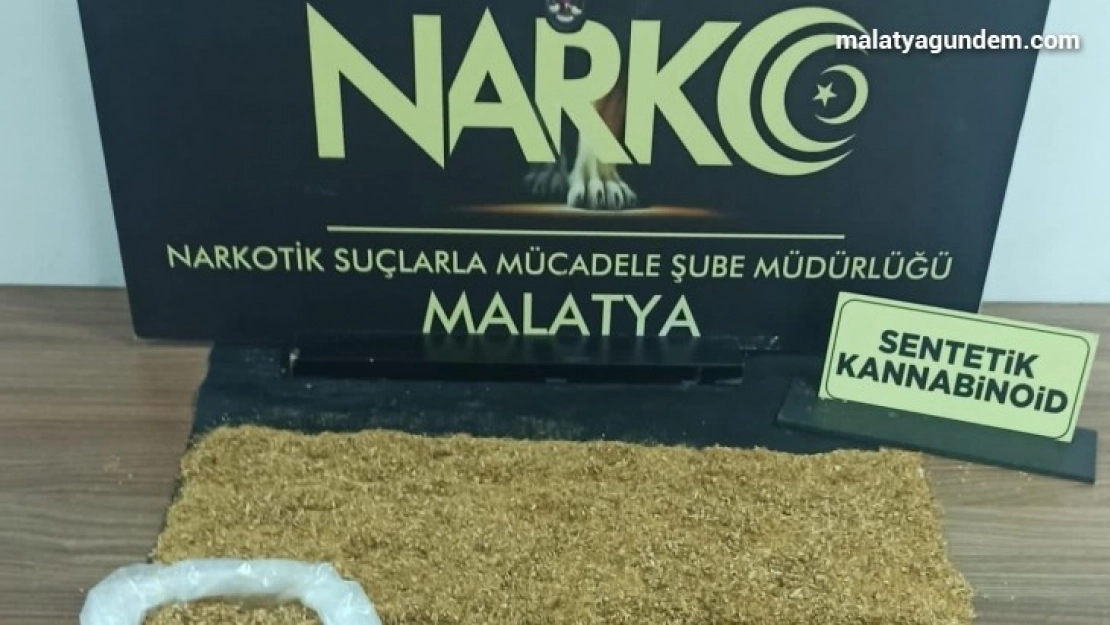 malatyagundem.com
NARKO
NARKOTİK SUÇLARLA MÜCADELE ŞUBE MÜDÜRLÜĞÜ
MALATYA
SENTETİK
KANNABİNOİD